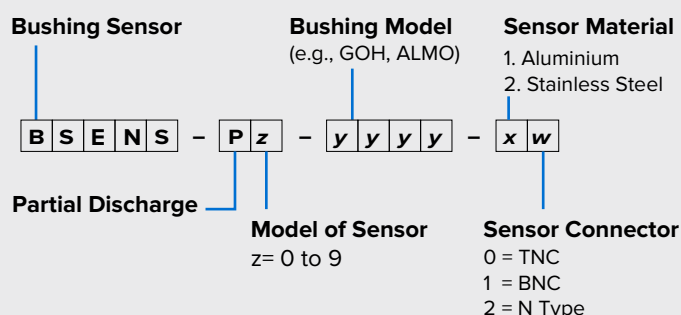 Bushing Sensor
Bushing Model
(e.g., GOH, ALMO)
Sensor Material
1. Aluminium
2. Stainless Steel
B S E N S – P z – y y y y – x w
Partial Discharge
Model of Sensor
z= 0 to 9
Sensor Connector
0 = TNC
1 = BNC
2 = N Type